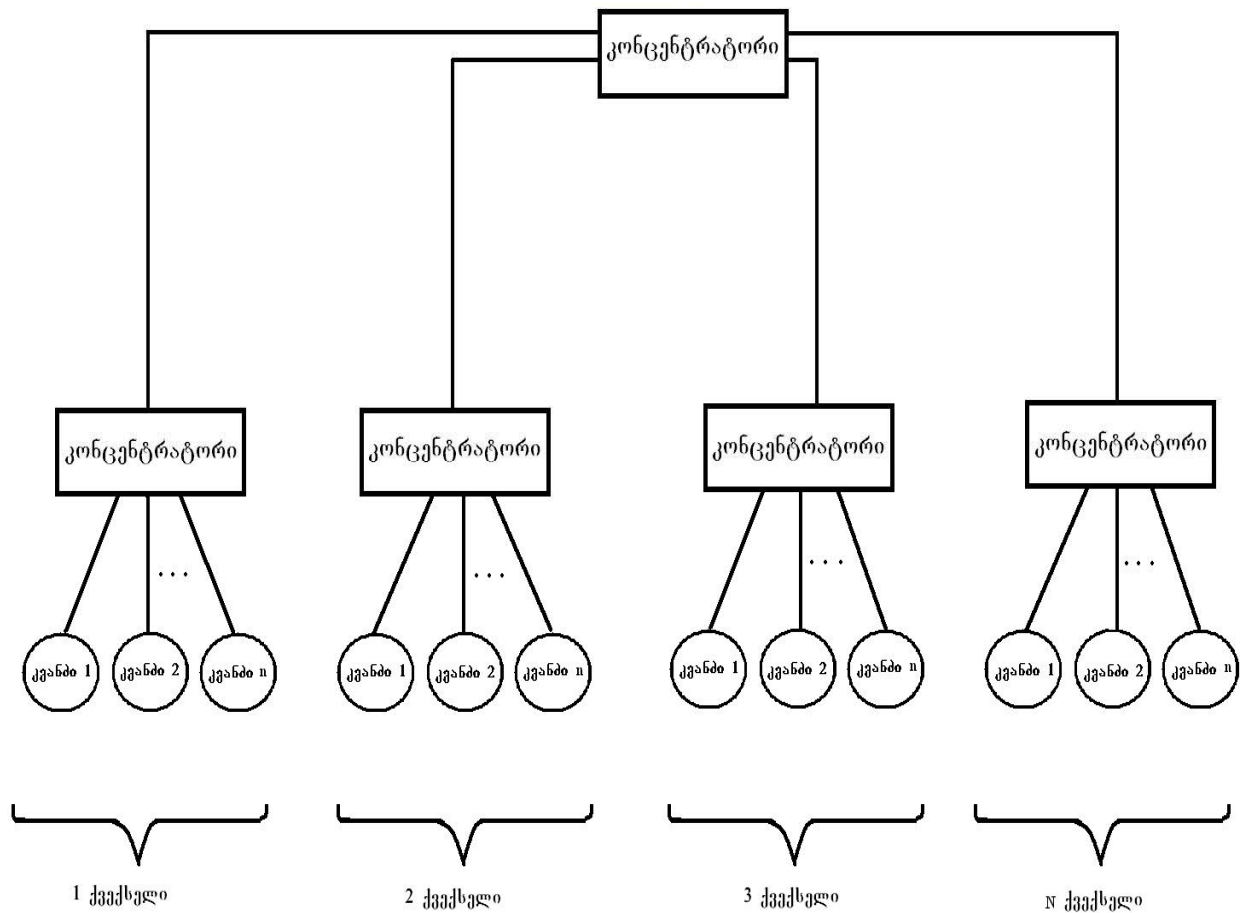 კონცენტრატორი
კონცენტრატორი
კონცენტრატორი
კონცენტრატორი
კონცენტრატორი
...
...
...
...
კვანძი 1
კვანძი 2
კვანძი n
კვანძი 1
კვანძი 2
კვანძი n
კვანძი 1
კვანძი 2
კვანძი n
კვანძი 1
კვანძი 2
კვანძი n
1 ქვექსელი
2 ქვექსელი
3 ქვექსელი
N ქვექსელი